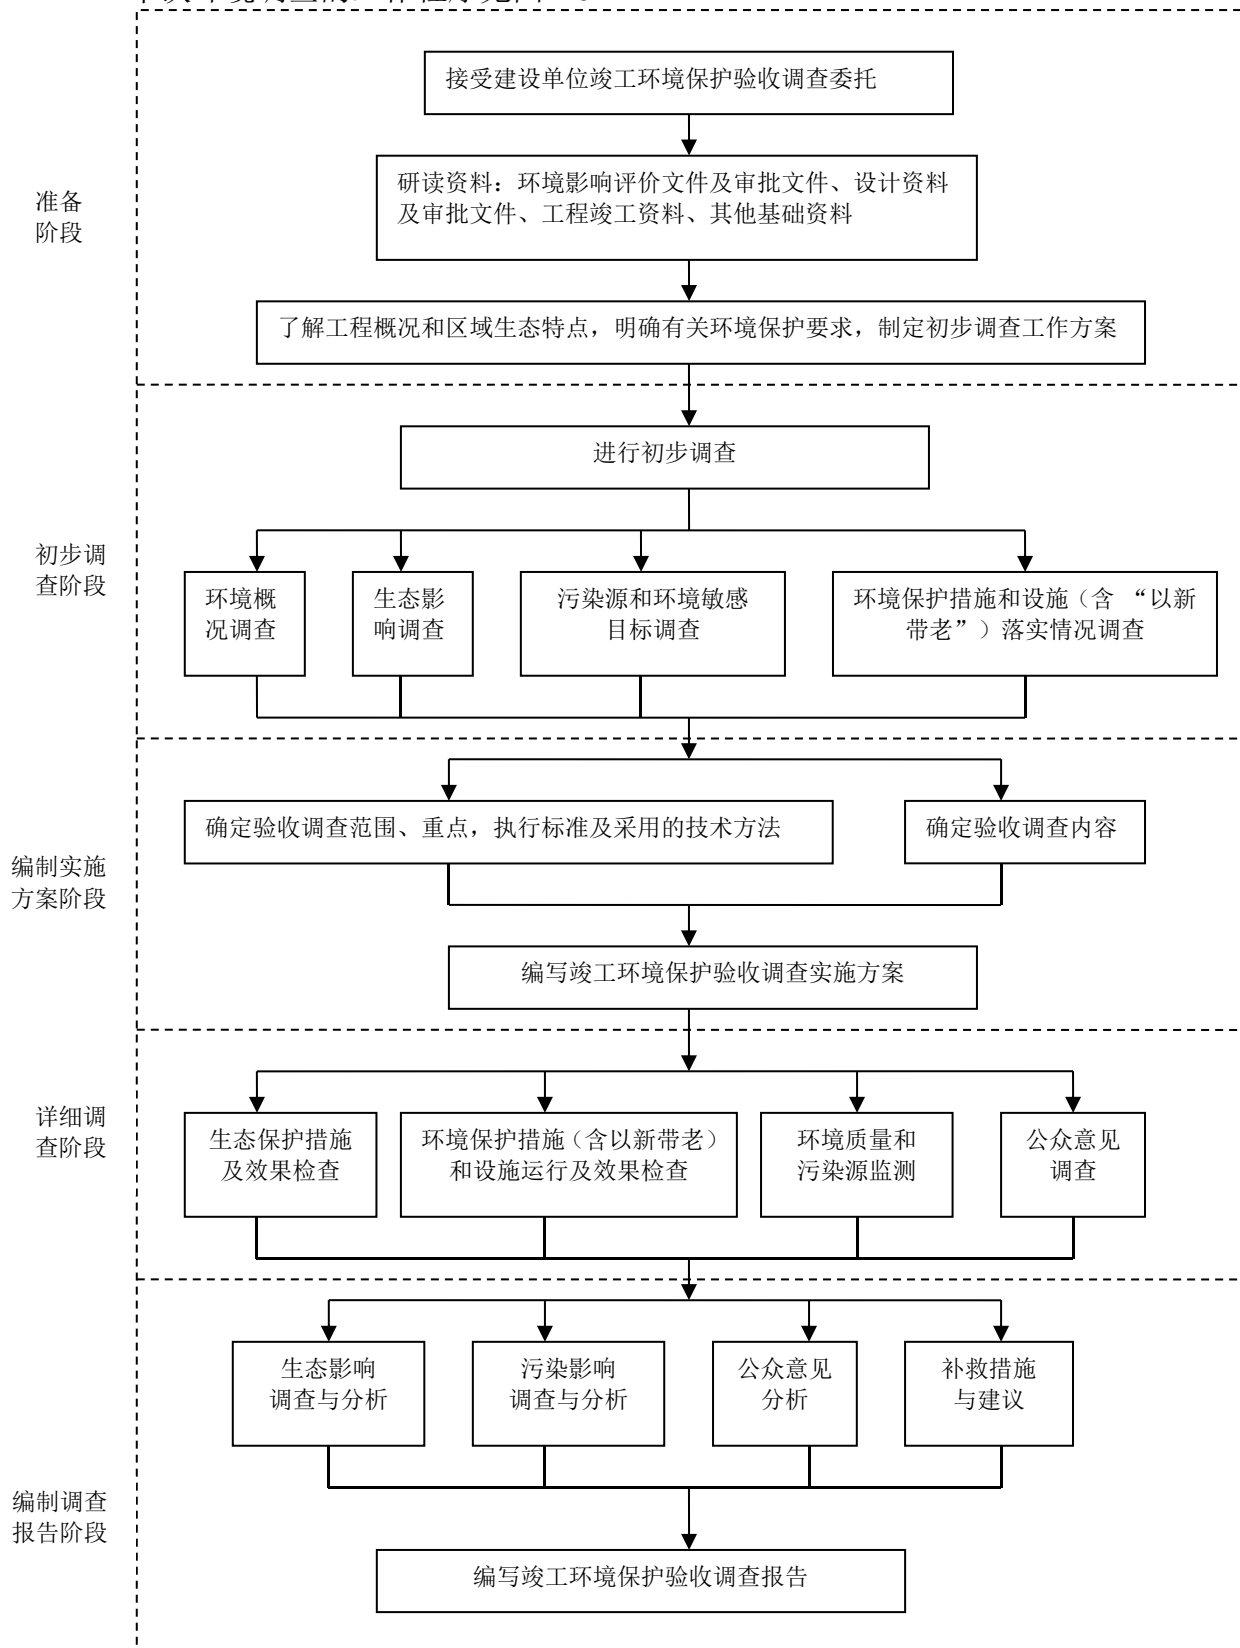 接受建设单位竣工环境保护验收调查委托
准备
阶段
研读资料：环境影响评价文件及审批文件、设计资料
及审批文件、工程竣工资料、其他基础资料
了解工程概况和区域生态特点，明确有关环境保护要求，制定初步调查工作方案
初步调
查阶段
进行初步调查
环境概
况调查
生态影
响调查
污染源和环境敏感
目标调查
环境保护措施和设施（含 “以新
带老”）落实情况调查
编制实施
方案阶段
确定验收调查范围、重点，执行标准及采用的技术方法
确定验收调查内容
编写竣工环境保护验收调查实施方案
详细调
查阶段
生态保护措施
及效果检查
环境保护措施（含以新带老）
和设施运行及效果检查
环境质量和
污染源监测
公众意见
调查
生态影响
调查与分析
污染影响
调查与分析
公众意见
分析
补救措施
与建议
编制调查
报告阶段
编写竣工环境保护验收调查报告